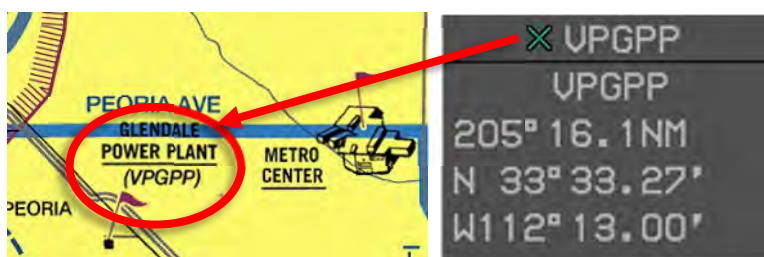 PEORIA AVE
GLENDALE
POWER PLANT
(VPGPP)
METRO
CENTER
PEORIA
VPGPP
VPGPP
205° 16.1NM
N 33°33.27'
W112°13.00'